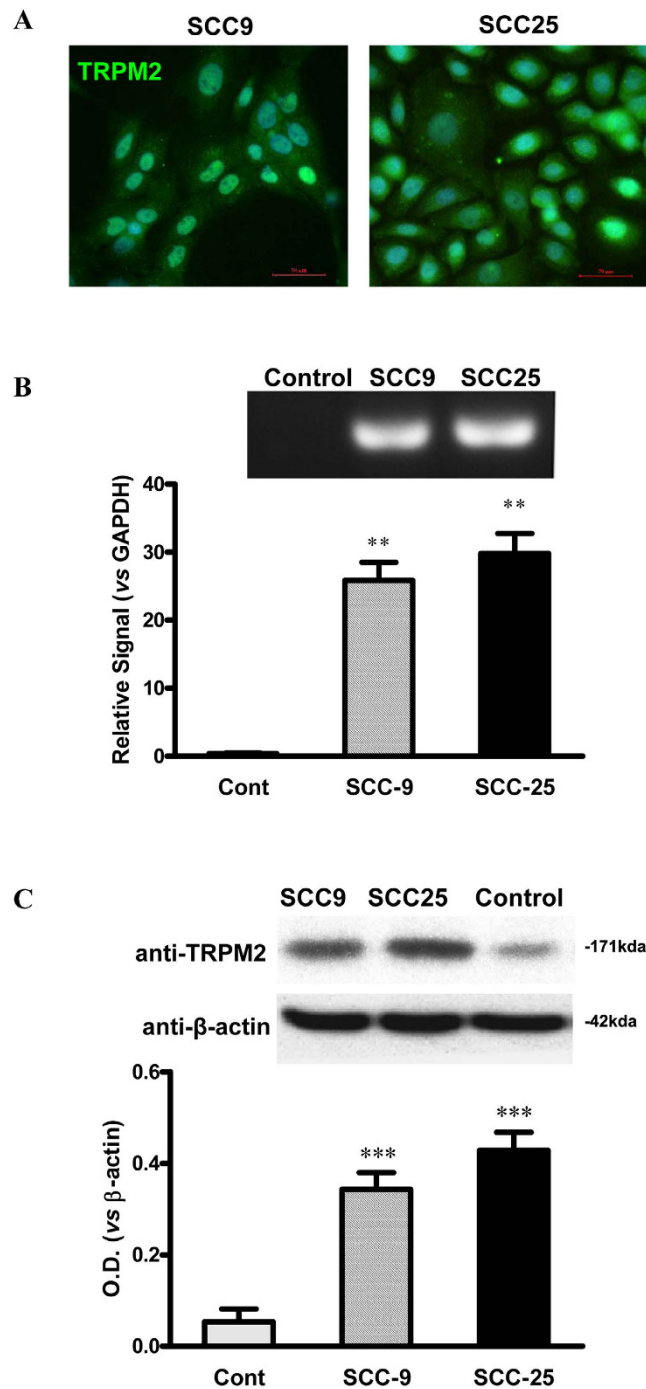 A
SCC9 SCC25
TRPM2
B
Control SCC9 SCC25
Relative Signal (vs GAPDH)
40
30
20
10
0
** **
Cont SCC-9 SCC-25
C
SCC9 SCC25 Control
anti-TRPM2 -171kda
anti-β-actin -42kda
O.D. (vs β-actin)
0.6
0.4
0.2
0.0
*** ***
Cont SCC-9 SCC-25